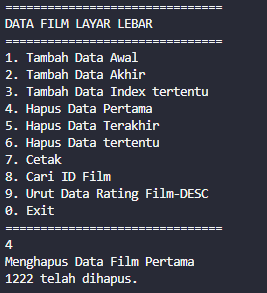 ==============================
DATA FILM LAYAR LEBAR
==============================
1. Tambah Data Awal
2. Tambah Data Akhir
3. Tambah Data Index tertentu
4. Hapus Data Pertama
5. Hapus Data Terakhir
6. Hapus Data tertentu
7. Cetak
8. Cari ID Film
9. Urut Data Rating Film-DESC
0. Exit
==============================
4
Menghapus Data Film Pertama
1222 telah dihapus.